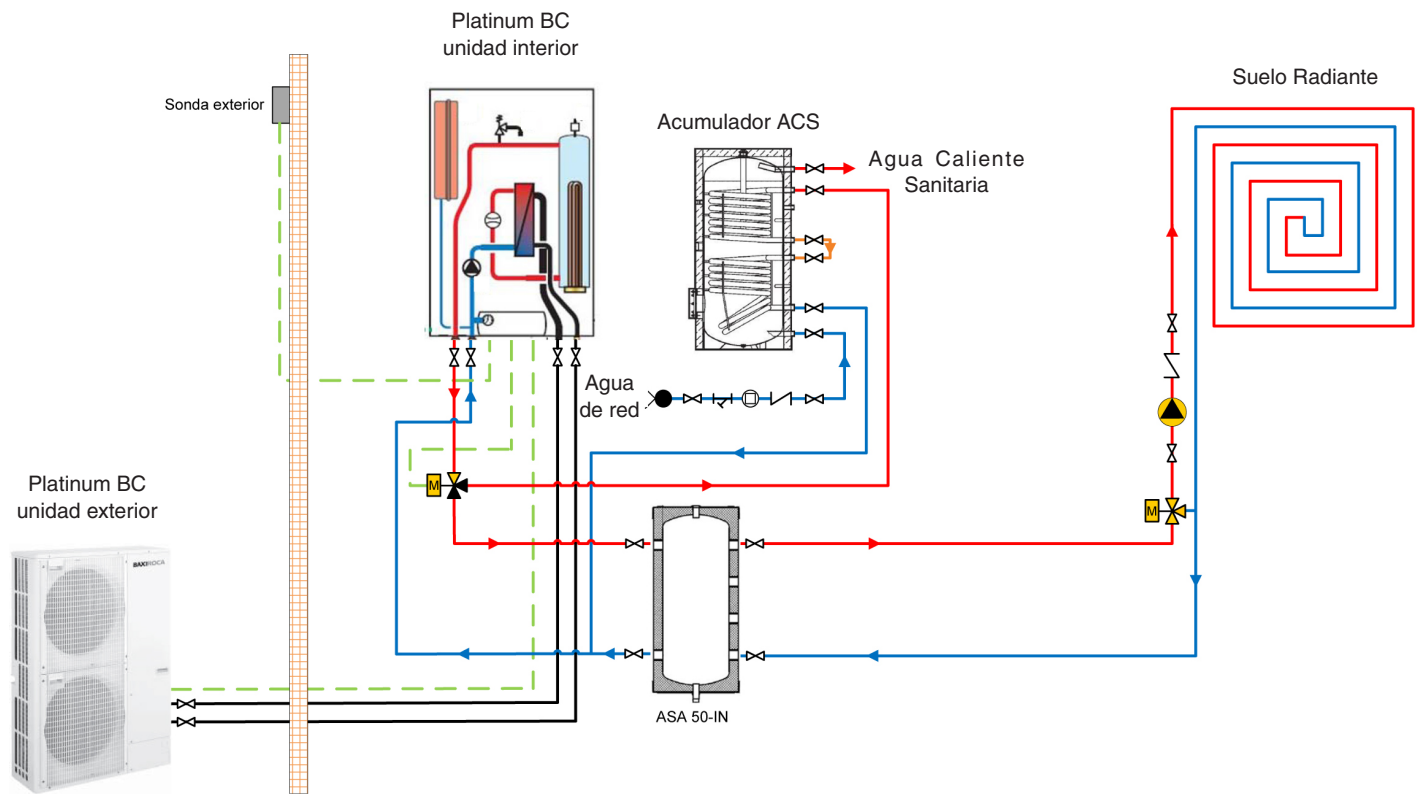 Platinum BC
unidad interior
Sonda exterior
Suelo Radiante
Acumulador ACS
Agua Caliente
Sanitaria
Agua
de red
M
M
Platinum BC
unidad exterior
BAXIROCA
ASA 50-IN